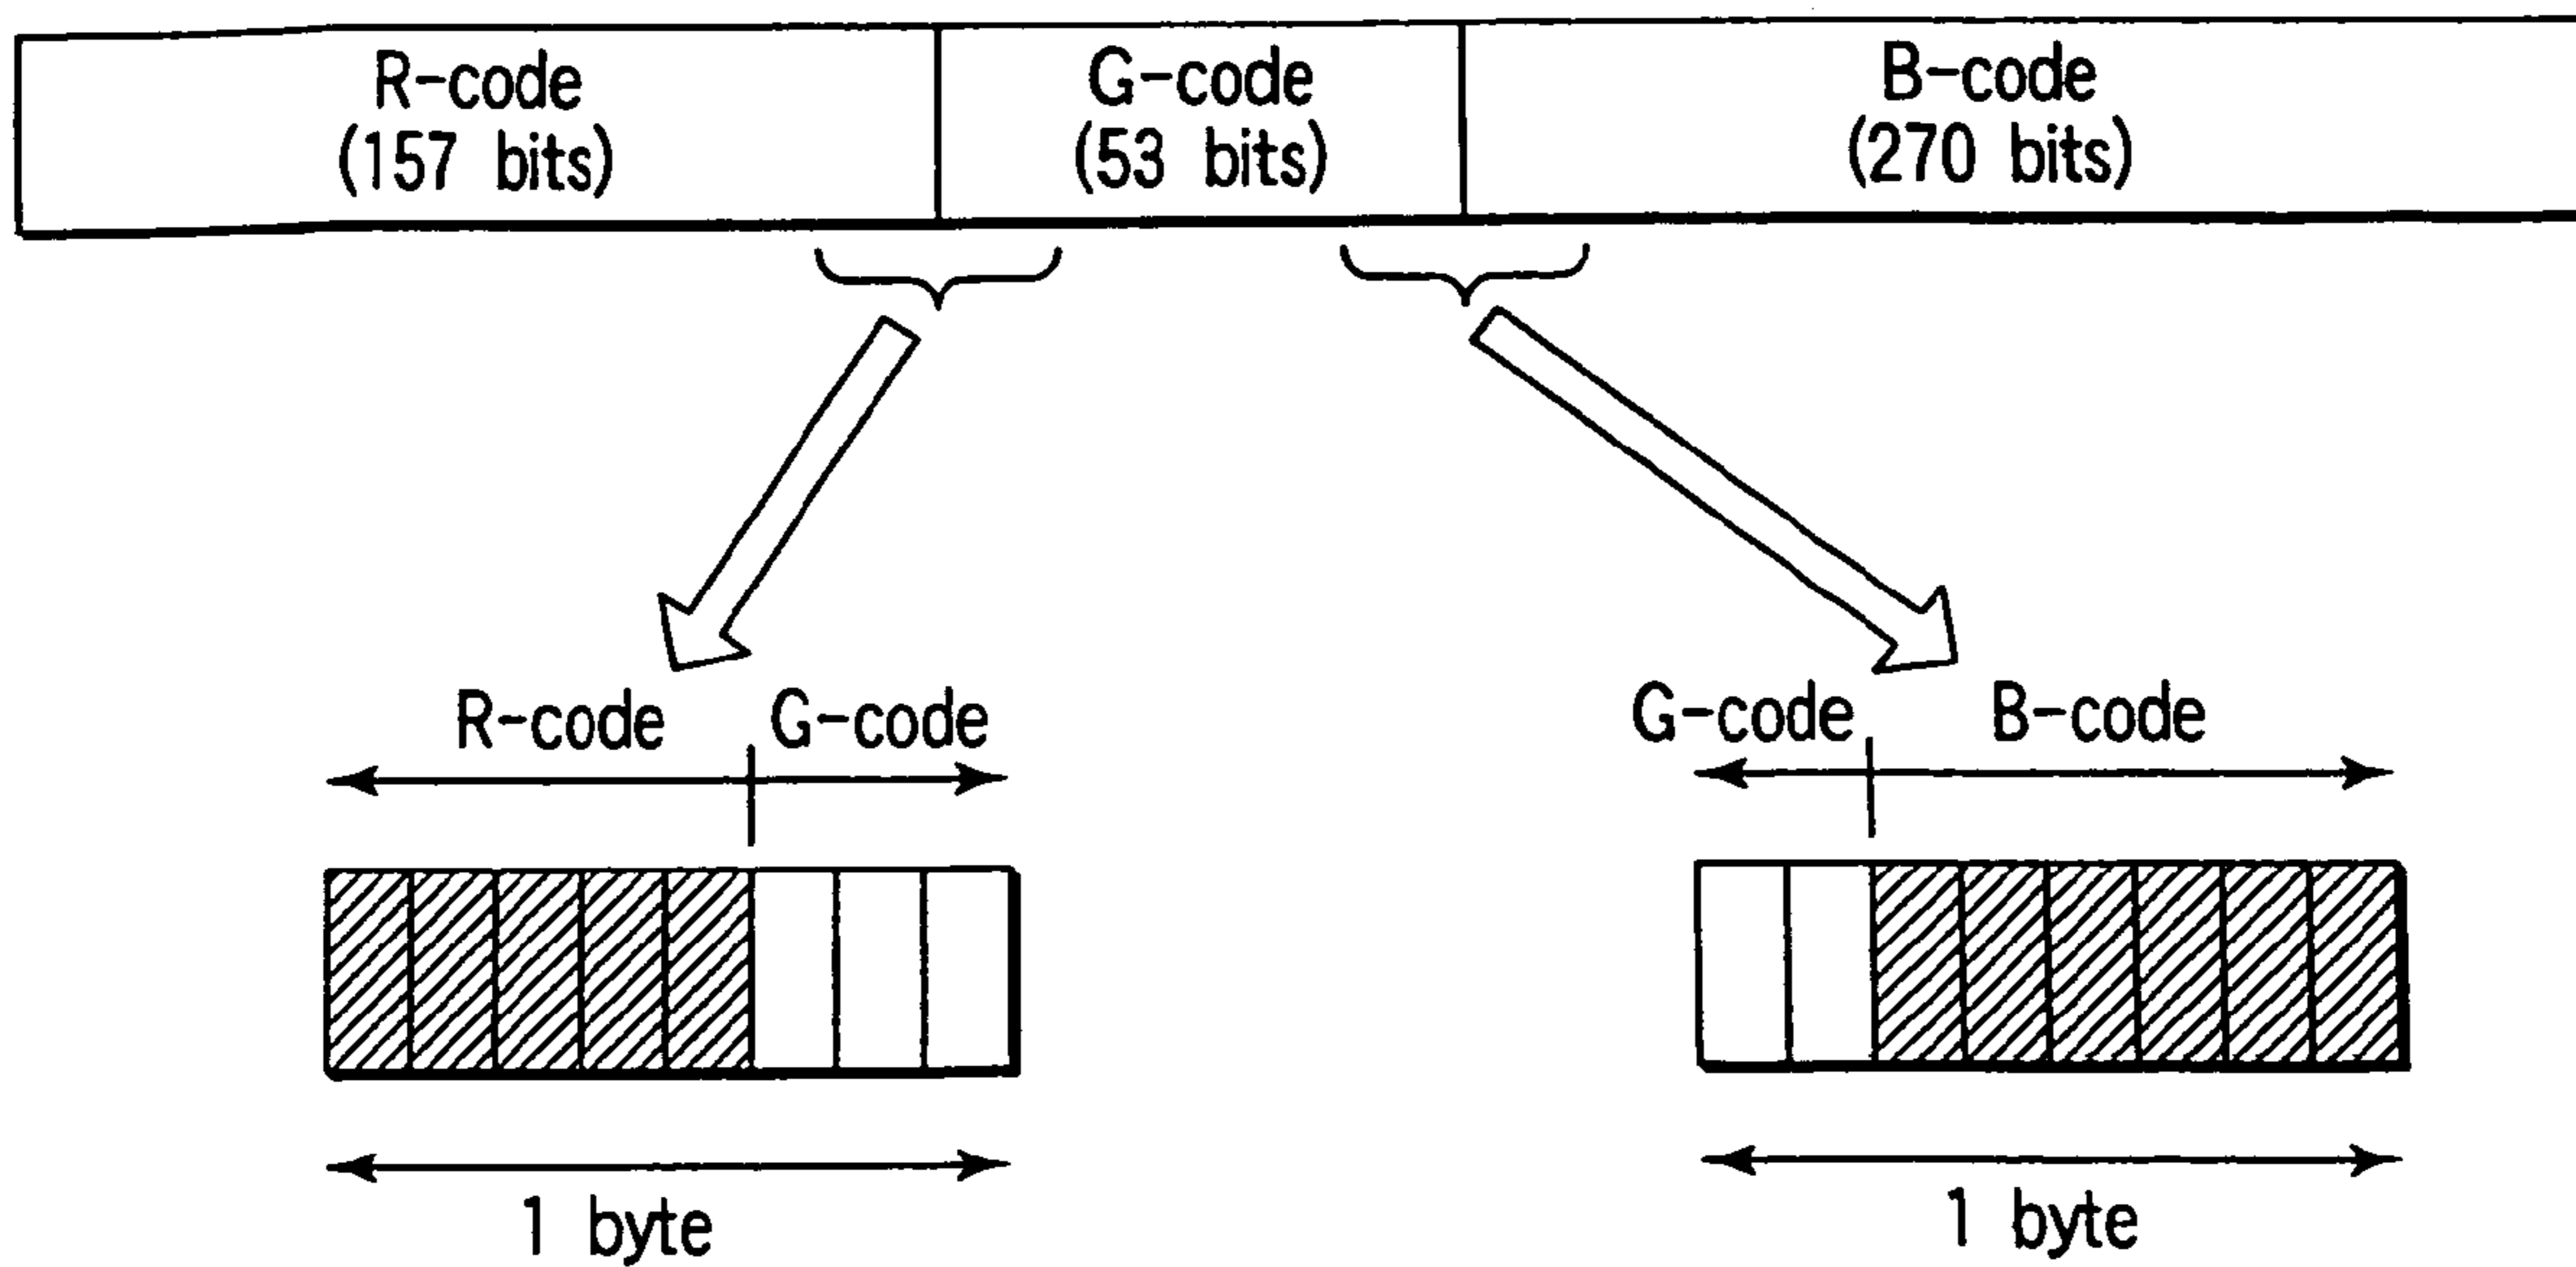 R-code
(157 bits)
G-code
(53 bits)
B-code
(270 bits)
R-code
G-code
G-code
B-code
1 byte
1 byte